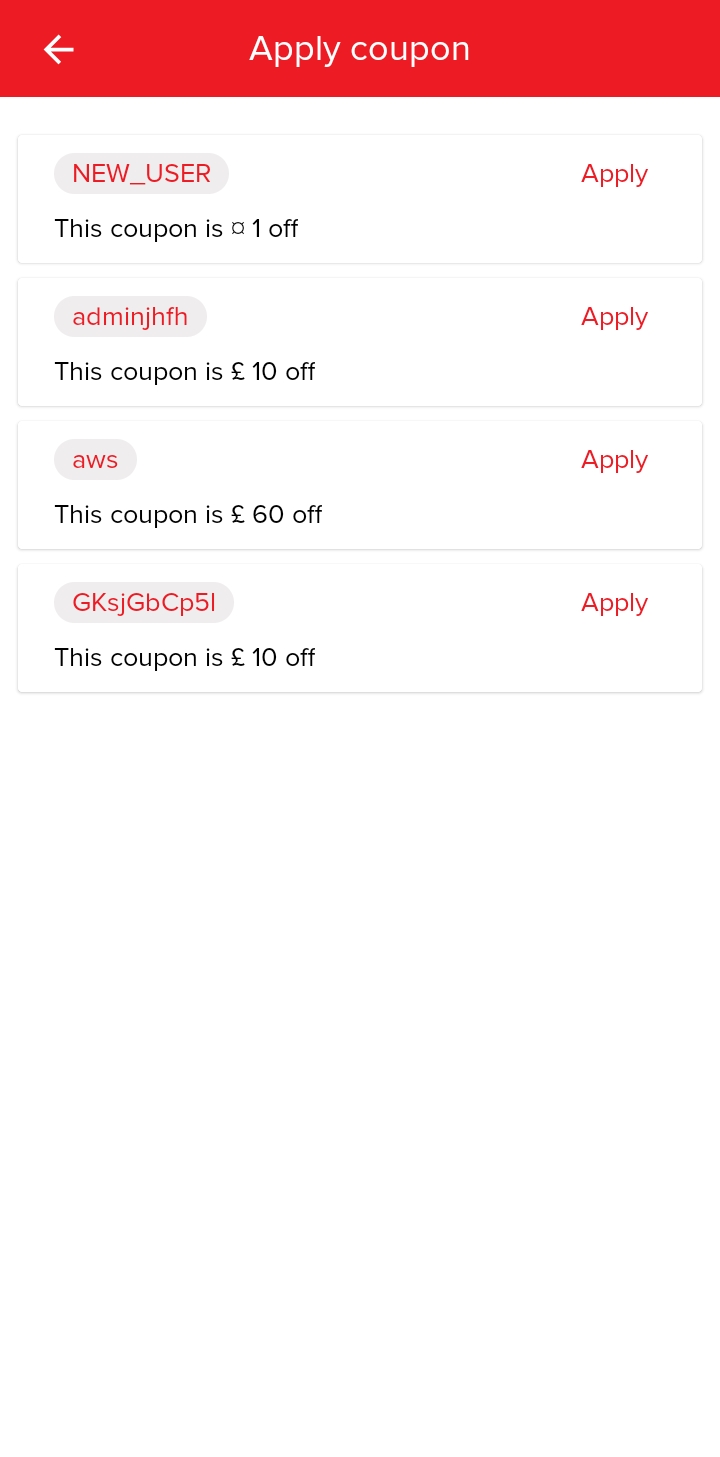 Apply coupon
NEW_USER
Apply
This coupon is ¤ 1 off
adminjhfh
Apply
This coupon is £ 10 off
aws
Apply
This coupon is £ 60 off
GKsjGbCp5l
Apply
This coupon is £ 10 off